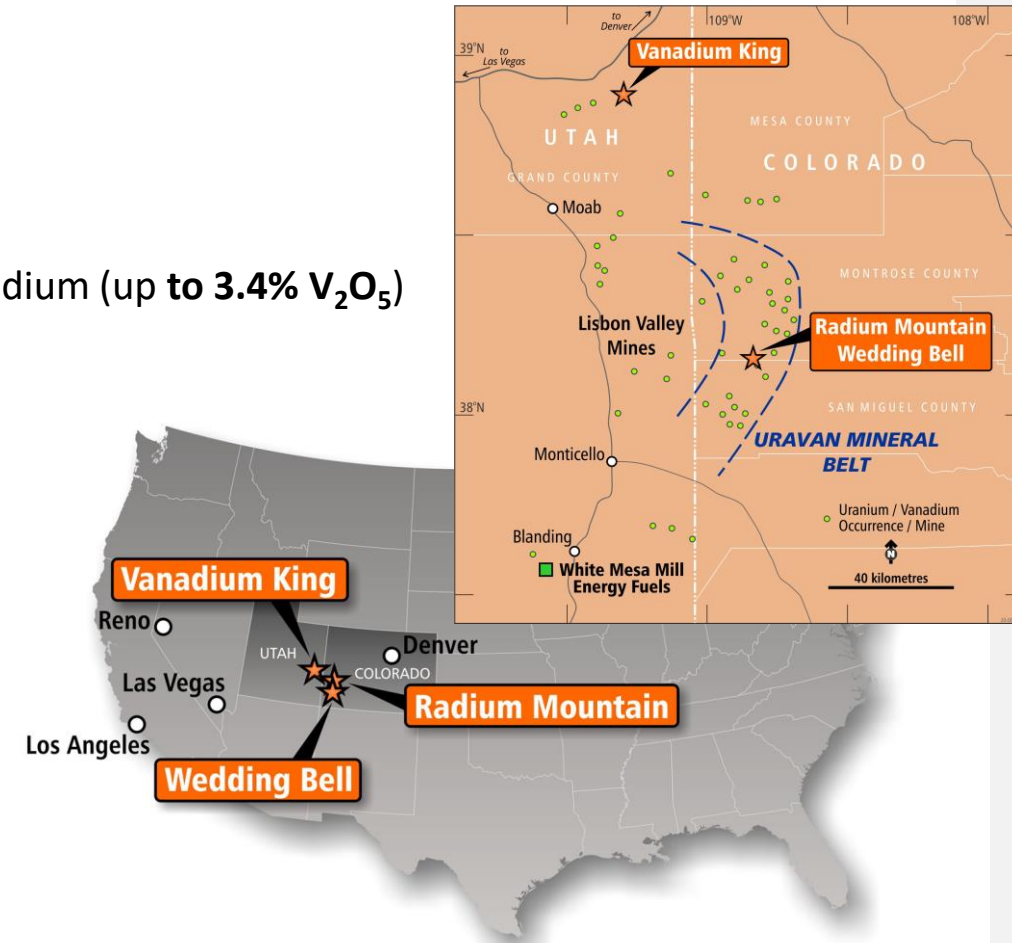 to
Denver
109°W
108°W
39°N
to
Las Vegas
Vanadium King
UTAH
MESA COUNTY
COLORADO
GRAND COUNTY
Moab
dium (up to 3.4% V₂O₅)
MONTROSE COUNTY
Lisbon Valley
Mines
Radium Mountain
Wedding Bell
38°N
SAN MIGUEL COUNTY
URAVAN MINERAL
BELT
Monticello
Uranium / Vanadium
Occurrence / Mine
N
Blanding
White Mesa Mill
Energy Fuels
40 kilometres
Vanadium King
Reno
Denver
UTAH
COLORADO
Las Vegas
Radium Mountain
Los Angeles
Wedding Bell